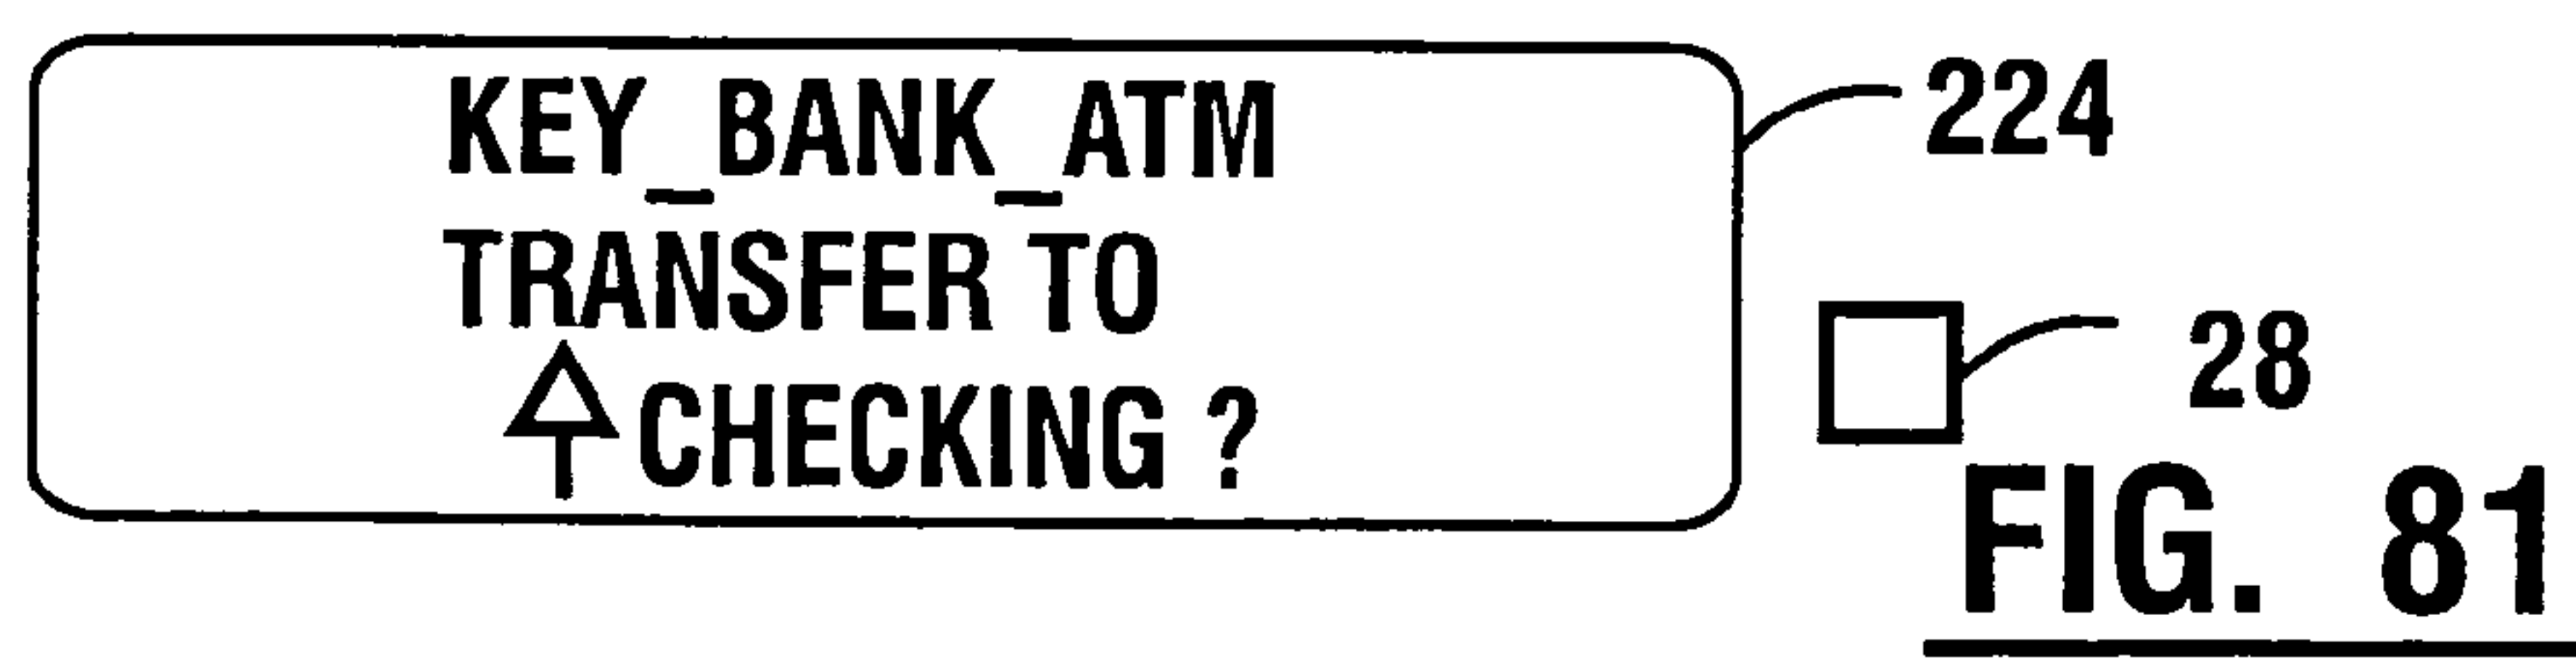 KEY_BANK_ATM
TRANSFER TO
CHECKING ?
224
28
FIG. 81